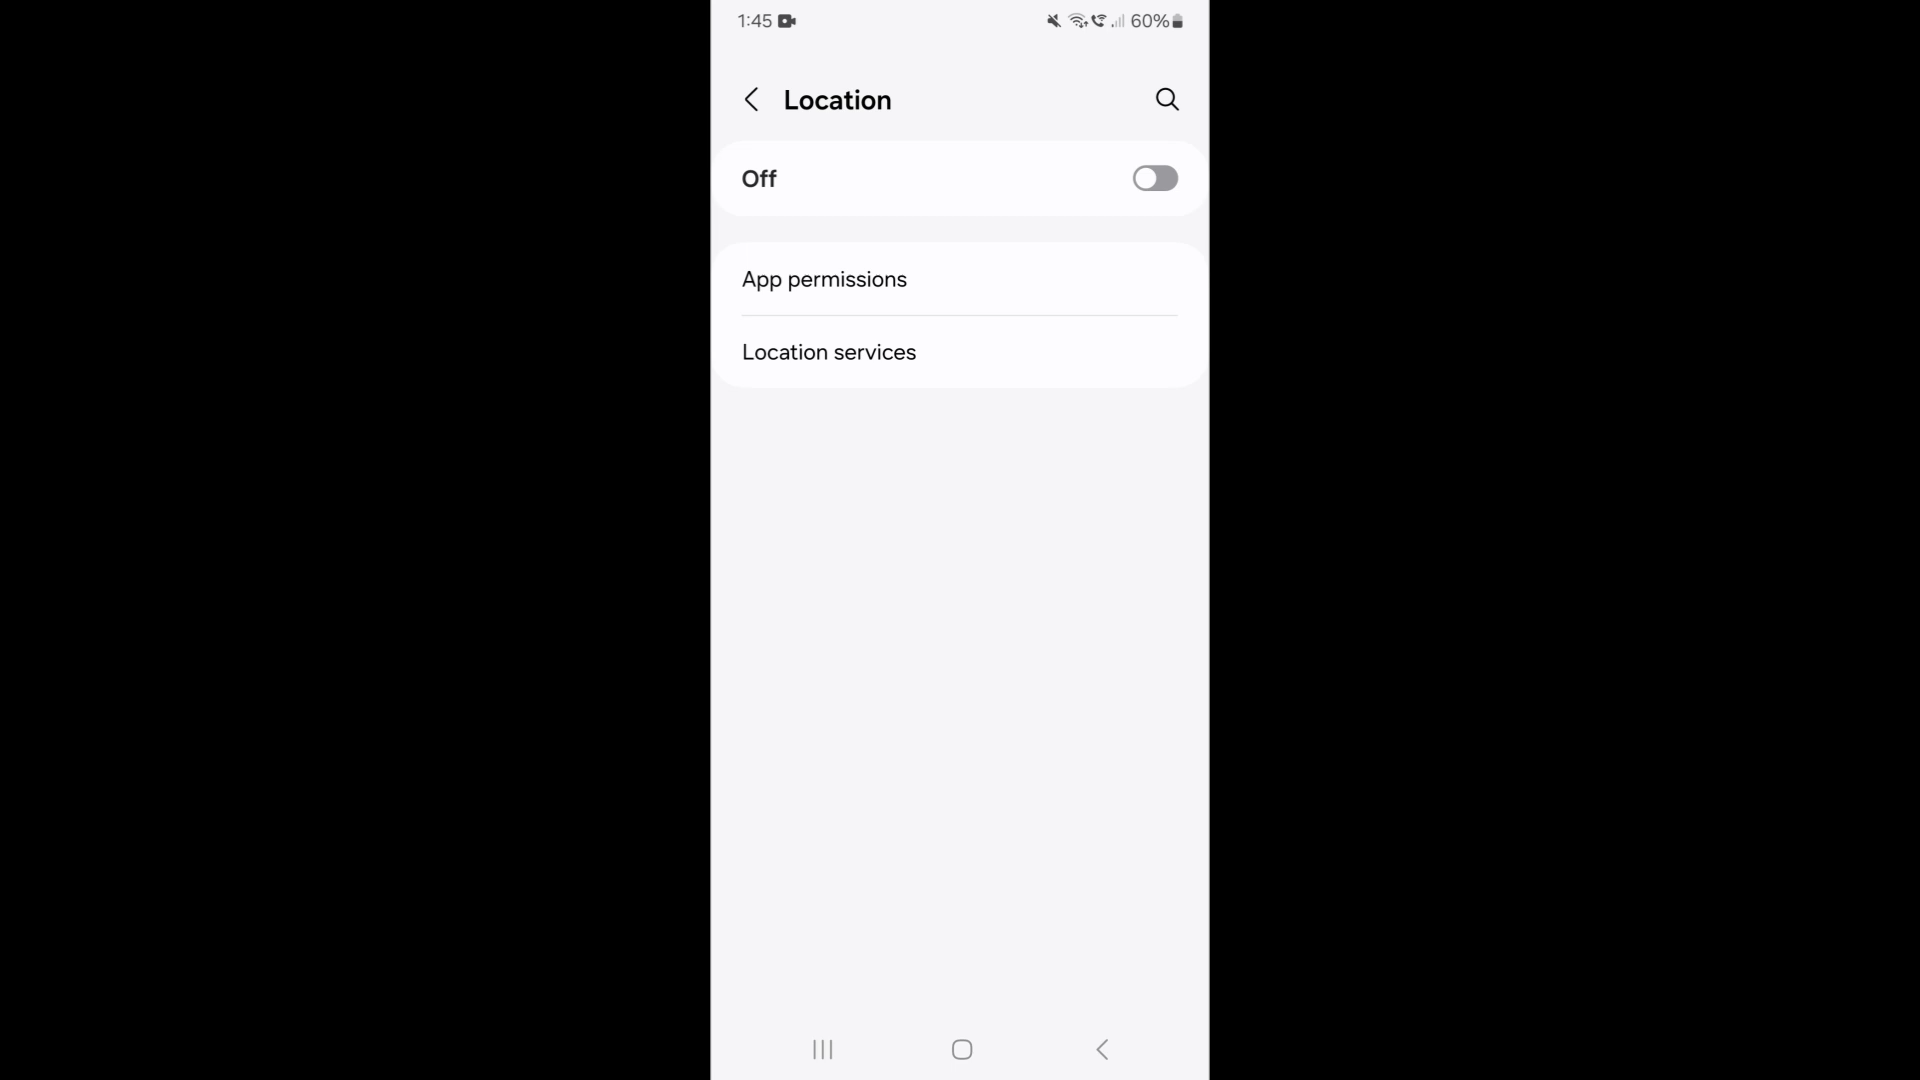 1:45 60%
Location
Off
App permissions
Location services